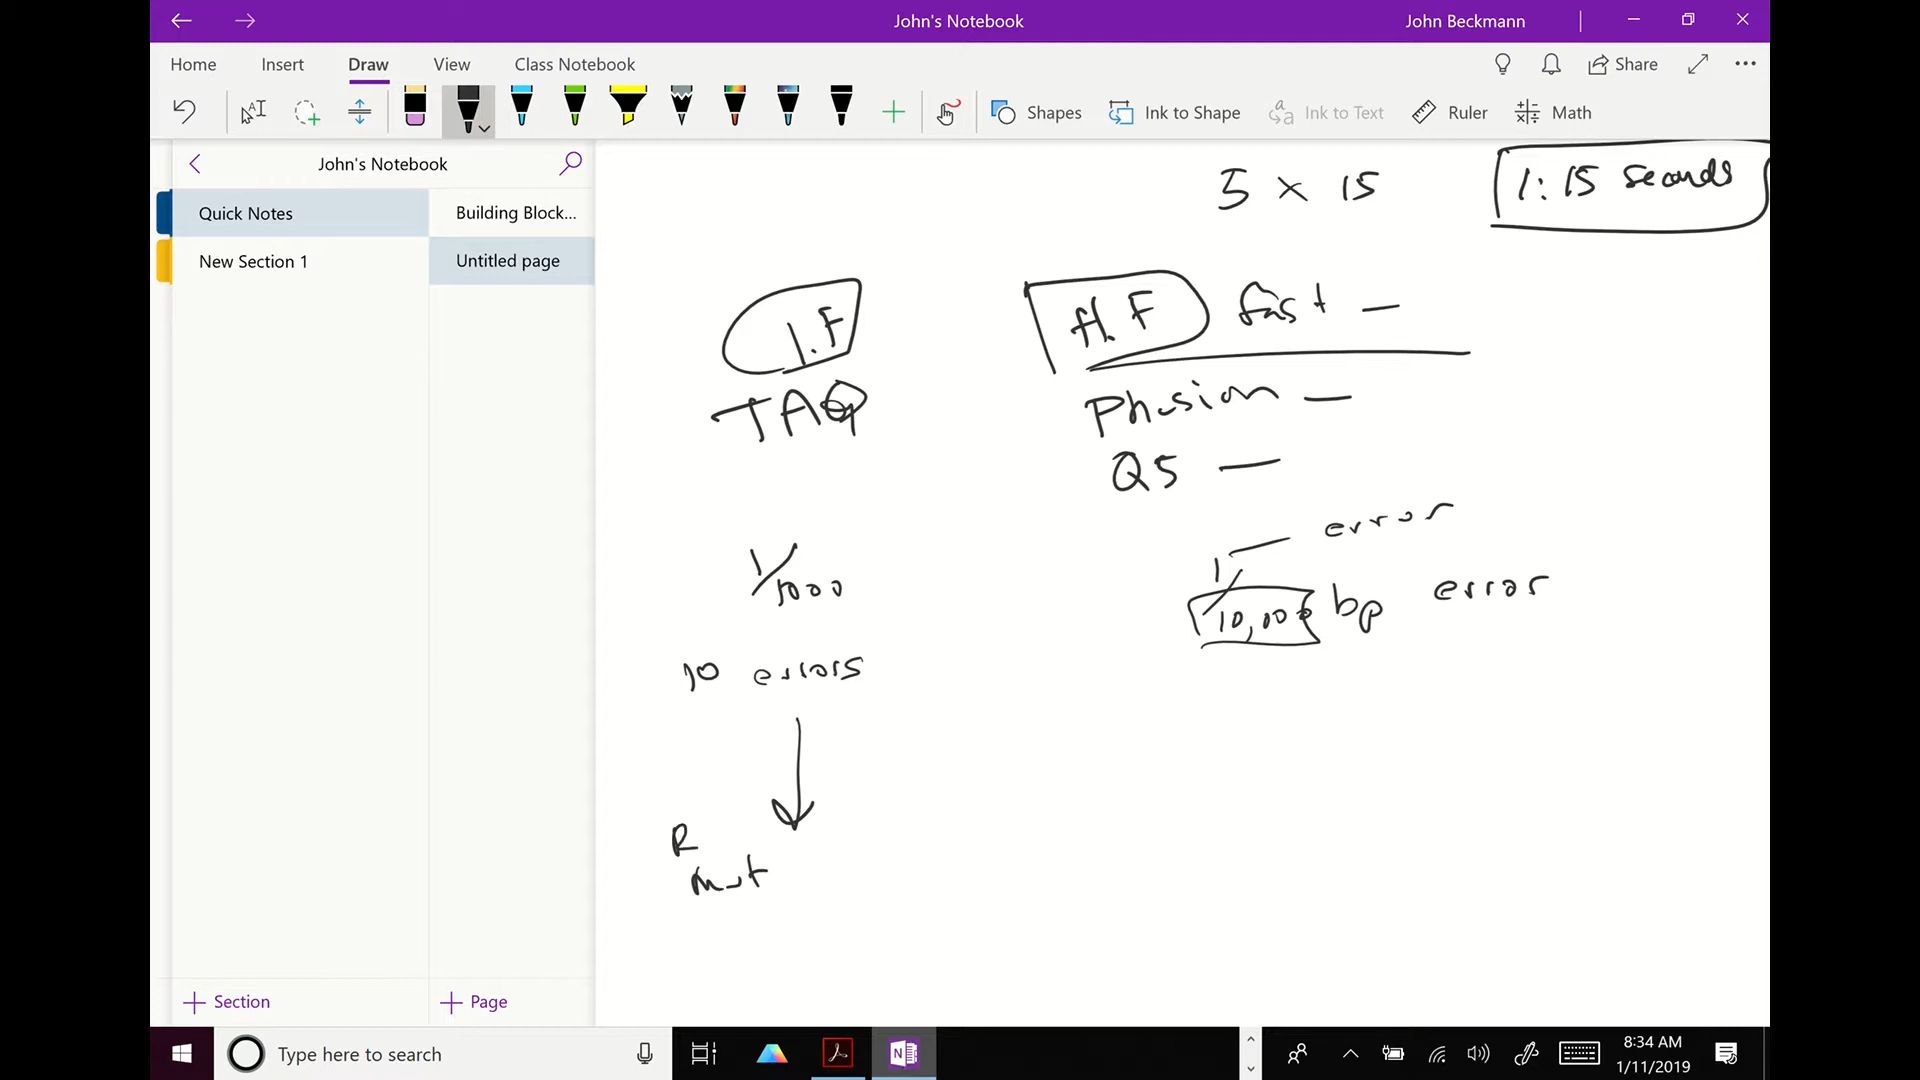 John's Notebook
John Beckmann
Home Insert Draw View Class Notebook
Share
Shapes Ink to Shape Ink to Text Ruler Math
John's Notebook
Quick Notes
New Section 1
Building Block...
Untitled page
5 x 15
1:15 seconds
l.F
TAQ
H.F fast —
Phusion —
Q5 —
1/1000
10 errors
R
mut
error
1/10,000 bp error
Section
Page
Type here to search
8:34 AM
1/11/2019